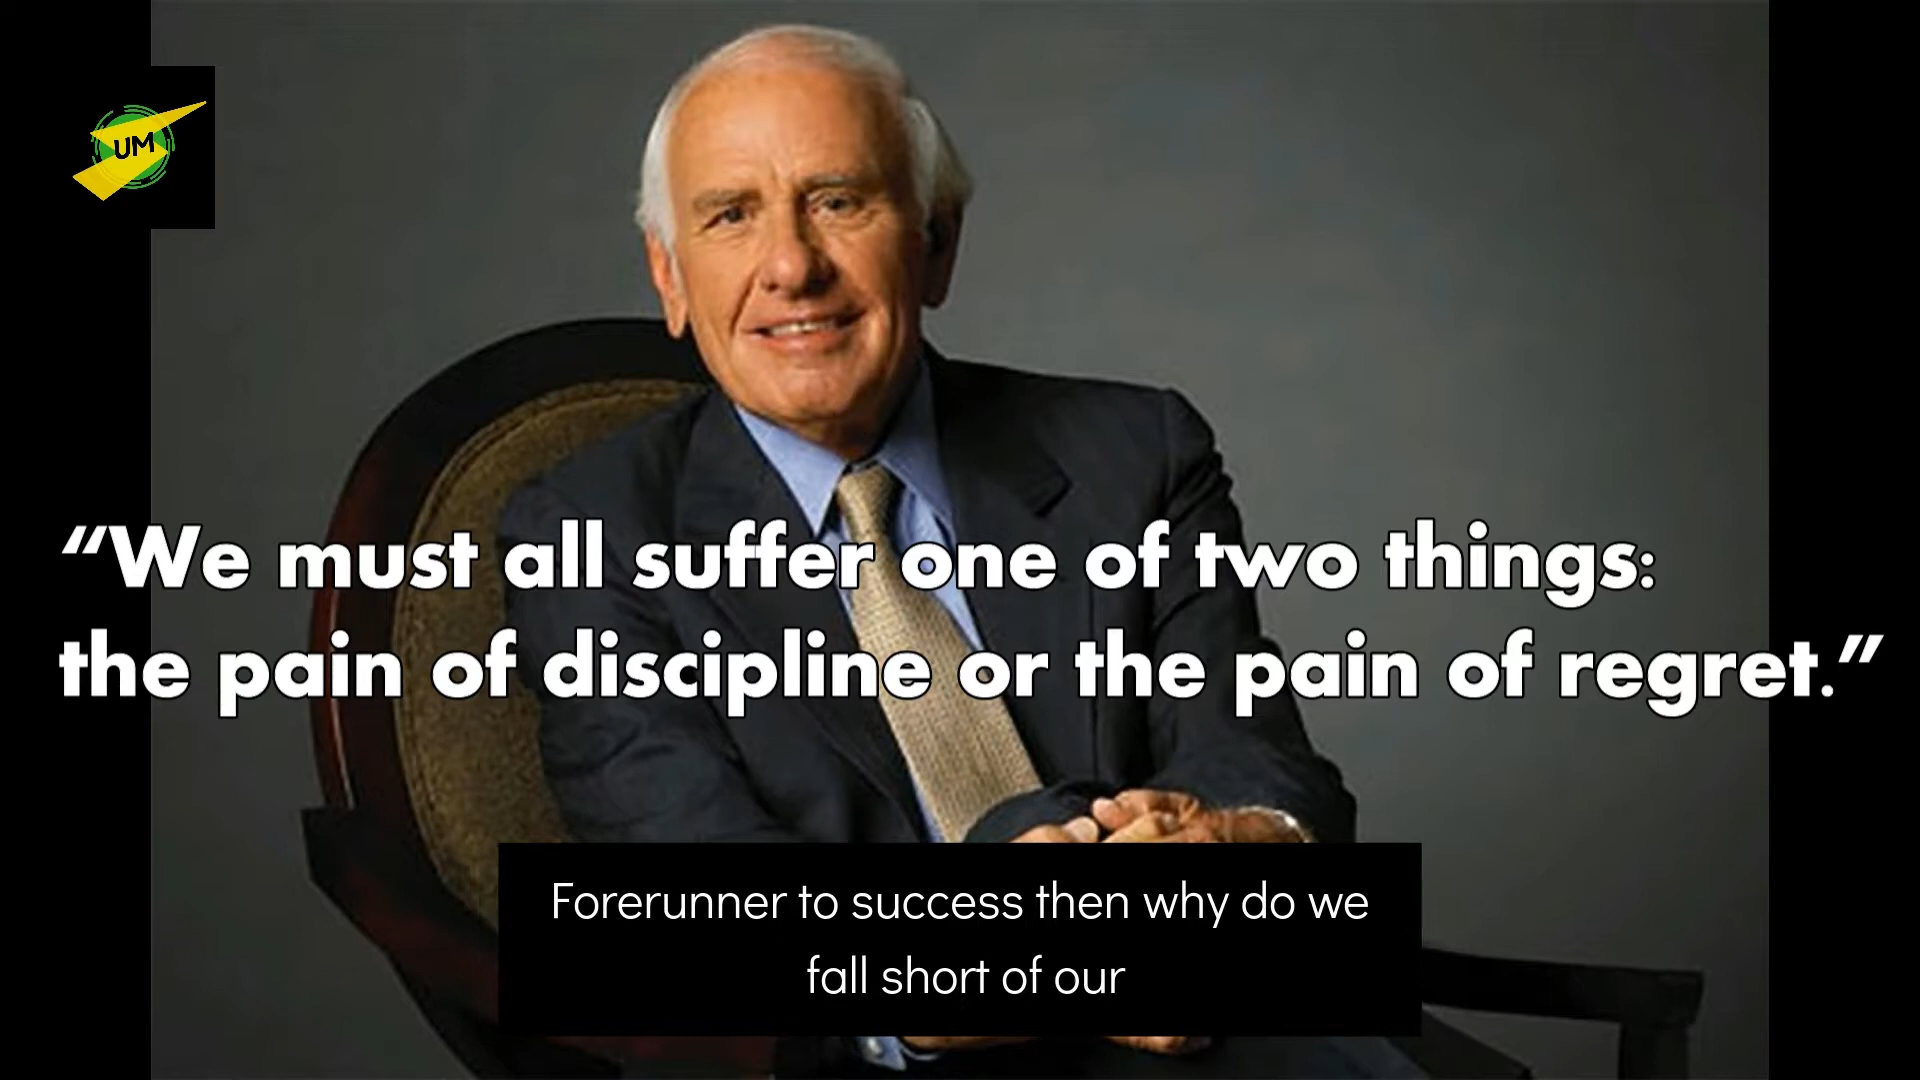 UM
“We must all suffer one of two things:
the pain of discipline or the pain of regret.”
Forerunner to success then why do we
fall short of our